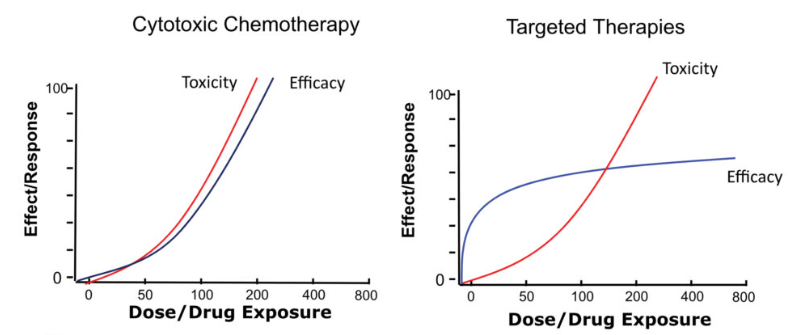 Cytotoxic Chemotherapy
Toxicity Efficacy
100
Effect/Response
0
0 50 100 200 400 800
Dose/Drug Exposure
Targeted Therapies
Toxicity
100
Effect/Response
Efficacy
0
0 50 100 200 400 800
Dose/Drug Exposure